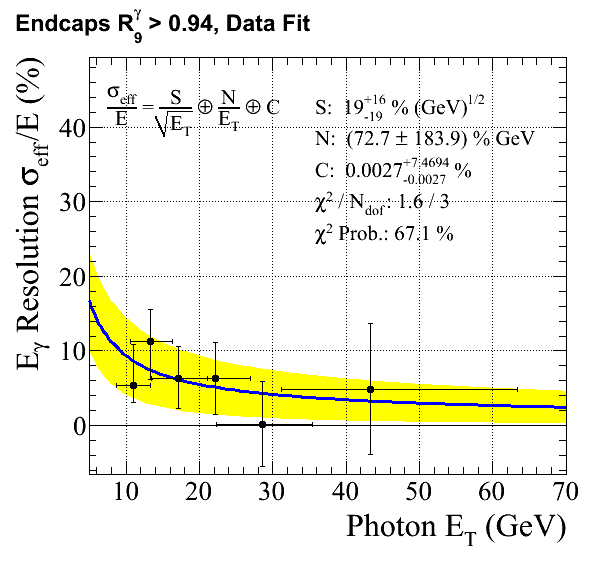 Endcaps R₉^γ > 0.94, Data Fit
E_γ Resolution σ_eff/E (%)
σ_eff/E = S/√E_T ⊕ N/E_T ⊕ C
S: 19 +16 -19 % (GeV)^1/2
N: (72.7 ± 183.9) % GeV
C: 0.0027 +7.4694 -0.0027 %
χ² / N_dof : 1.6 / 3
χ² Prob.: 67.1 %
40
30
20
10
0
10 20 30 40 50 60 70
Photon E_T (GeV)